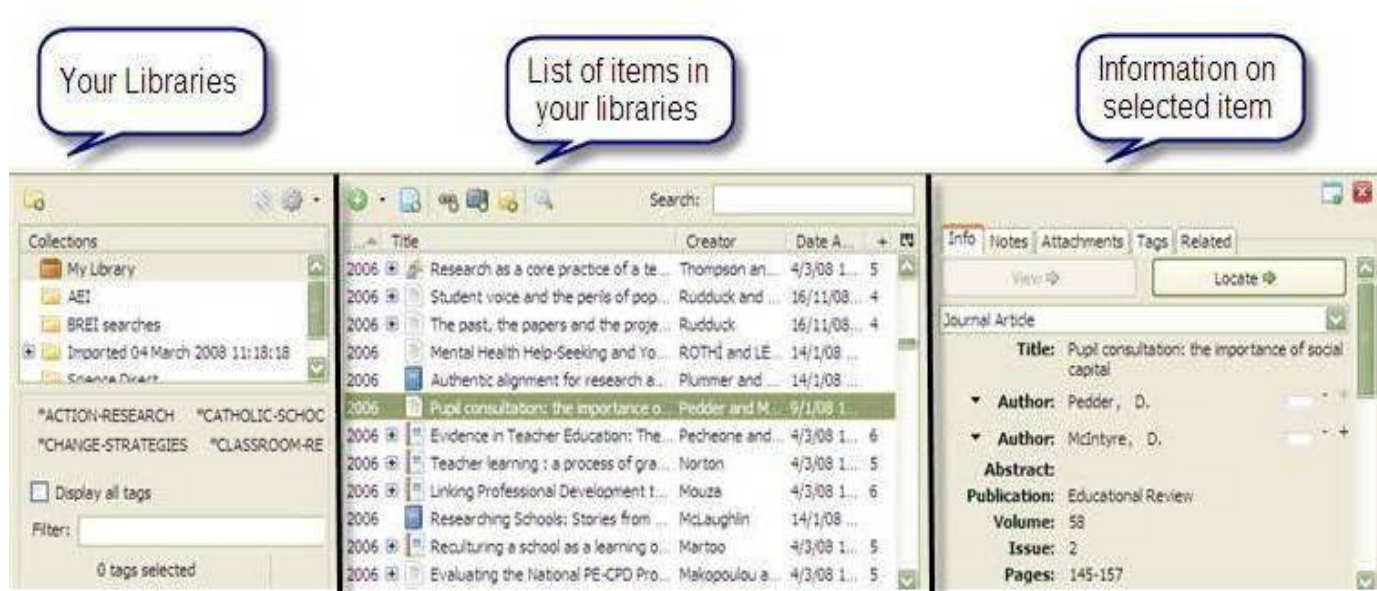 Your Libraries
List of items in
your libraries
Information on
selected item
Collections
My Library
AEI
BREI searches
Imported 04 March 2008 11:18:18
Science Direct
*ACTION-RESEARCH *CATHOLIC-SCHOC
*CHANGE-STRATEGIES *CLASSROOM-RE
Display all tags
Filter:
0 tags selected
Search:
... Title Creator Date A... +
2006 Research as a core practice of a te... Thompson an... 4/3/08 1... 5
2006 Student voice and the perils of pop... Rudduck and ... 16/11/08... 4
2006 The past, the papers and the proje... Rudduck 16/11/08... 4
2006 Mental Health Help-Seeking and Yo... ROTHÍ and LE... 14/1/08 ...
2006 Authentic alignment for research a... Plummer and ... 14/1/08 ...
2006 Pupil consultation: the importance o... Pedder and M... 9/1/08 1...
2006 Evidence in Teacher Education: The... Pecheone and... 4/3/08 1... 6
2006 Teacher learning : a process of gra... Norton 4/3/08 1... 5
2006 Linking Professional Development t... Mouza 4/3/08 1... 6
2006 Researching Schools: Stories from ... McLaughlin 14/1/08 ...
2006 Reculturing a school as a learning o... Martoo 4/3/08 1... 5
2006 Evaluating the National PE-CPD Pro... Makopoulou a... 4/3/08 1... 5
Info Notes Attachments Tags Related
View Locate
Journal Article
Title: Pupil consultation: the importance of social
capital
Author: Pedder, D.
Author: McIntyre, D.
Abstract:
Publication: Educational Review
Volume: 58
Issue: 2
Pages: 145-157